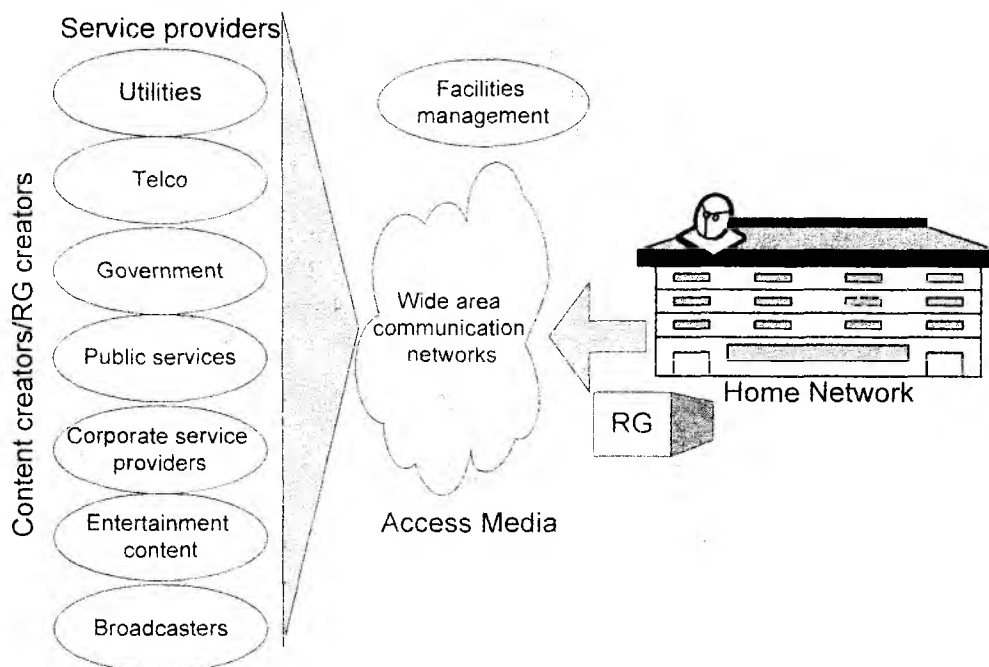 Service providers
Utilities
Telco
Government
Public services
Corporate service
providers
Entertainment
content
Broadcasters
Content creators/RG creators
Facilities
management
Wide area
communication
networks
Access Media
RG
Home Network